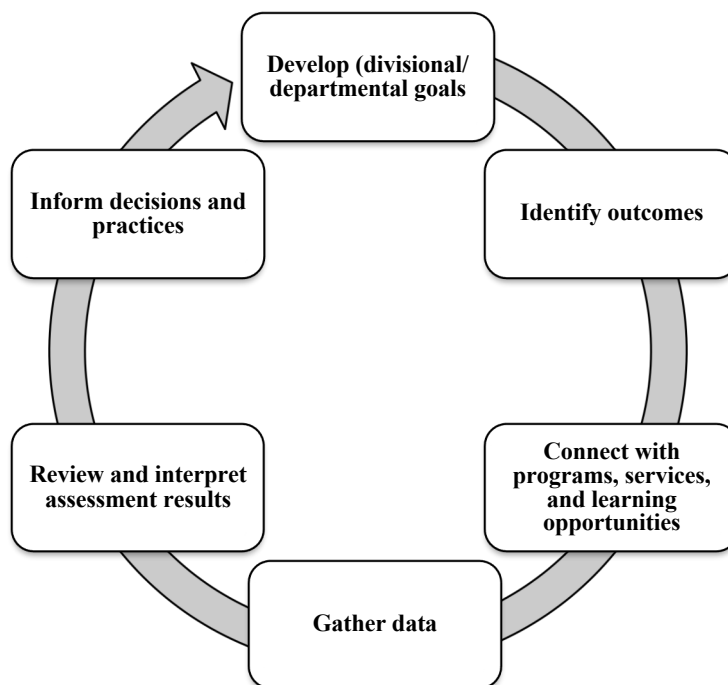 Develop (divisional/
departmental goals
Identify outcomes
Connect with
programs, services,
and learning
opportunities
Gather data
Review and interpret
assessment results
Inform decisions and
practices